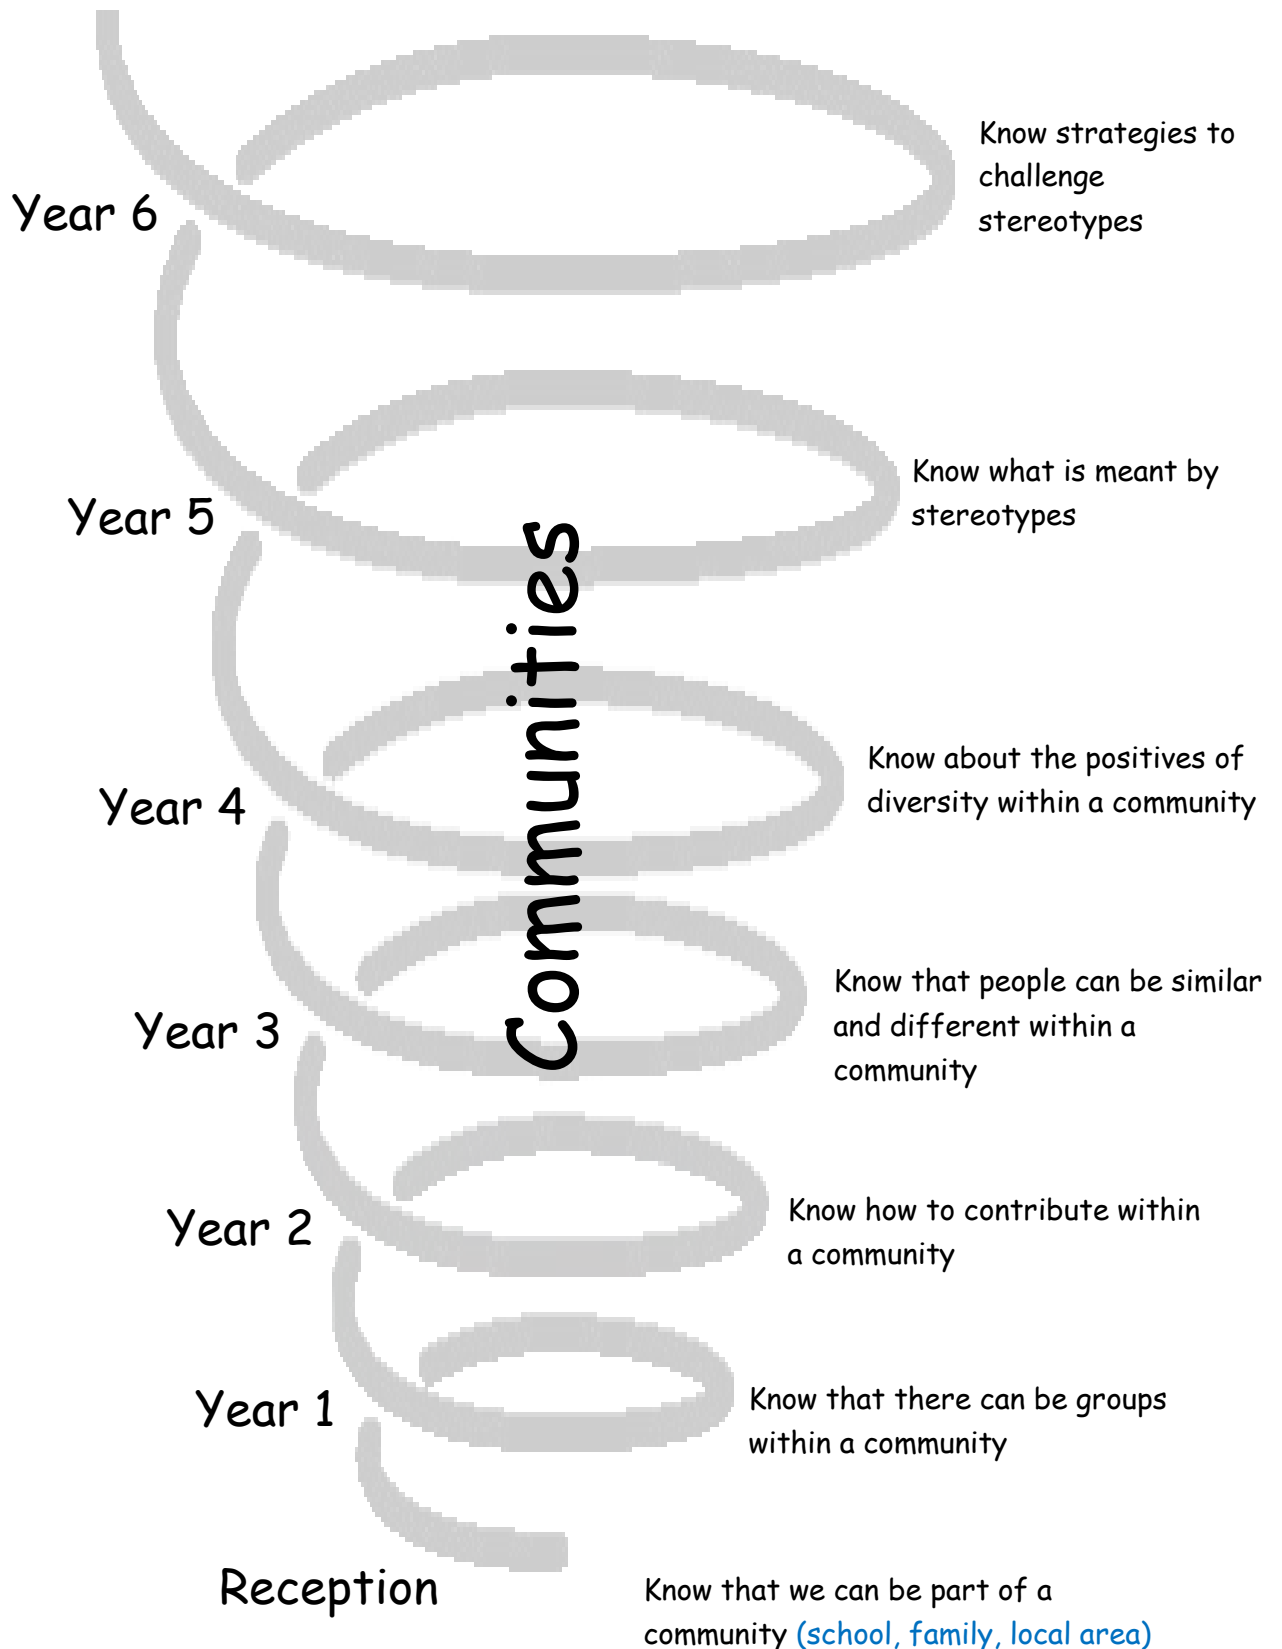 Know strategies to
challenge
stereotypes
Year 6
Know what is meant by
stereotypes
Year 5
Communities
Know about the positives of
diversity within a community
Year 4
Know that people can be similar
and different within a
community
Year 3
Know how to contribute within
a community
Year 2
Know that there can be groups
within a community
Year 1
Reception
Know that we can be part of a
community (school, family, local area)